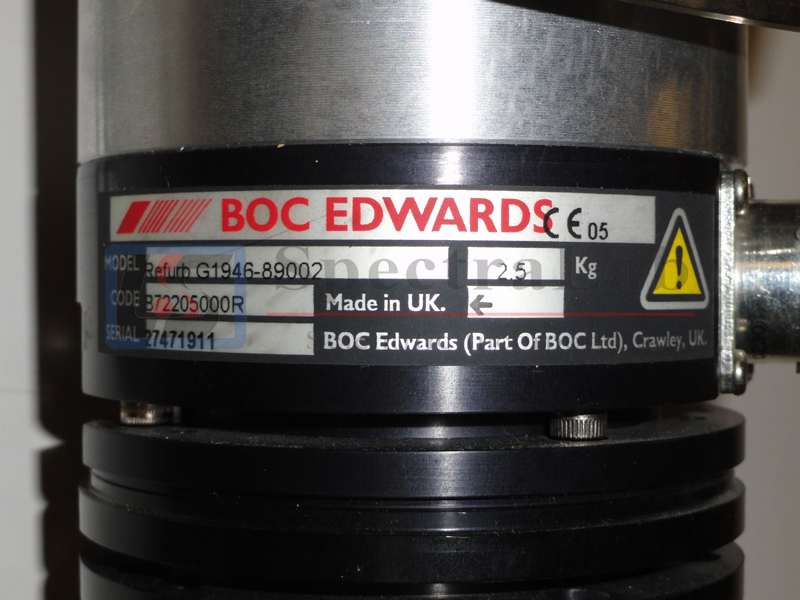 BOC EDWARDS CE 05
MODEL Refurb G1946-89002 2.5 Kg
CODE B72205000R Made in UK. ←
SERIAL 27471911 BOC Edwards (Part Of BOC Ltd), Crawley, UK.
Spectra